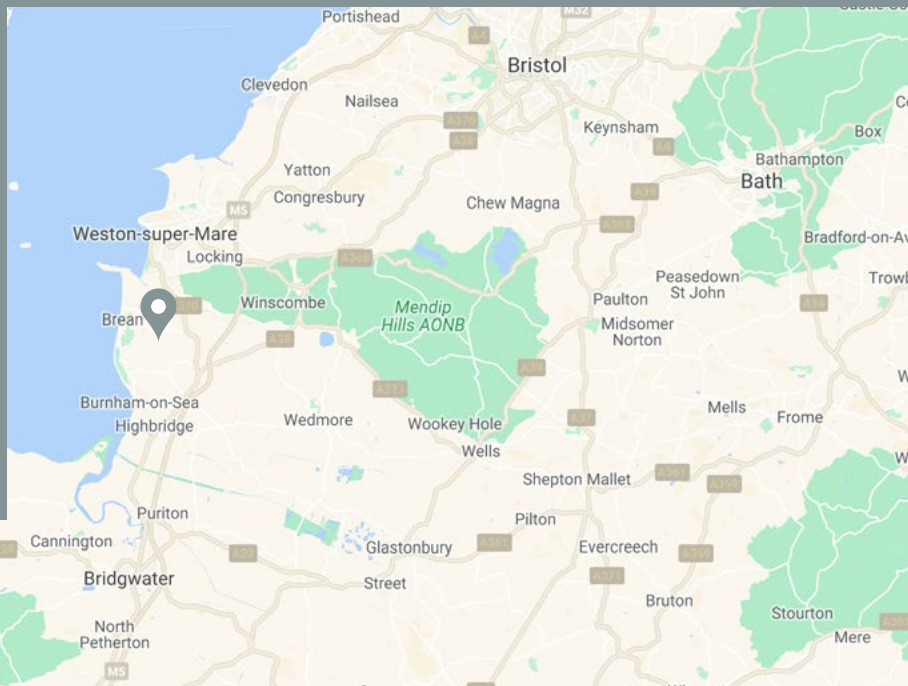 Portishead
M32
A4
Bristol
Clevedon
Nailsea
A370
A38
Keynsham
A4
Box
Bathampton
Bath
Yatton
Congresbury
A39
Chew Magna
M5
A368
Weston-super-Mare
Bradford-on-Av
Locking
A368
Peasedown
St John
Trowb
Winscombe
Mendip
Hills AONB
Paulton
A36
Brean
Midsomer
Norton
A38
A39
A371
Burnham-on-Sea
Highbridge
Wedmore
Wookey Hole
A37
Mells
Frome
Wells
Shepton Mallet
A361
A359
Puriton
Pilton
Cannington
A39
Glastonbury
A361
Evercreech
A359
Bridgwater
Street
A371
Bruton
North
Petherton
Stourton
Mere
M5